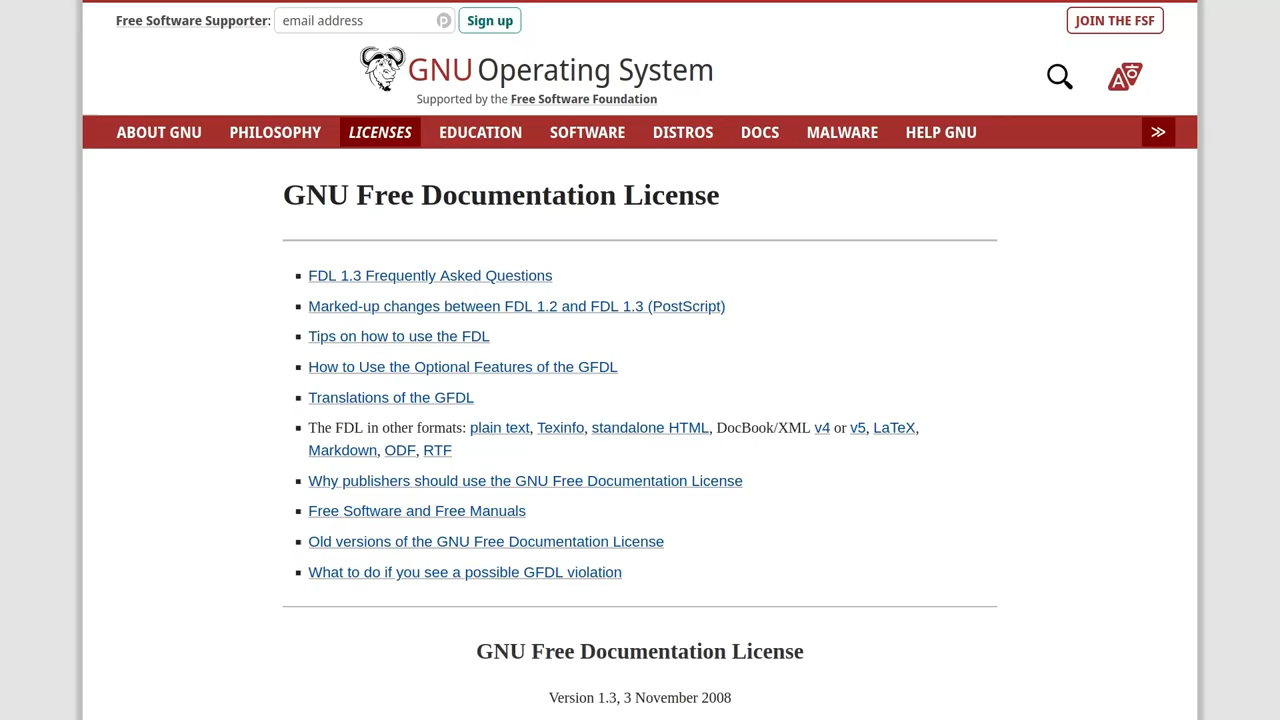 Free Software Supporter: email address Sign up JOIN THE FSF
GNU Operating System
Supported by the Free Software Foundation
ABOUT GNU PHILOSOPHY LICENSES EDUCATION SOFTWARE DISTROS DOCS MALWARE HELP GNU ≫
GNU Free Documentation License
FDL 1.3 Frequently Asked Questions
Marked-up changes between FDL 1.2 and FDL 1.3 (PostScript)
Tips on how to use the FDL
How to Use the Optional Features of the GFDL
Translations of the GFDL
The FDL in other formats: plain text, Texinfo, standalone HTML, DocBook/XML v4 or v5, LaTeX,
Markdown, ODF, RTF
Why publishers should use the GNU Free Documentation License
Free Software and Free Manuals
Old versions of the GNU Free Documentation License
What to do if you see a possible GFDL violation
GNU Free Documentation License
Version 1.3, 3 November 2008